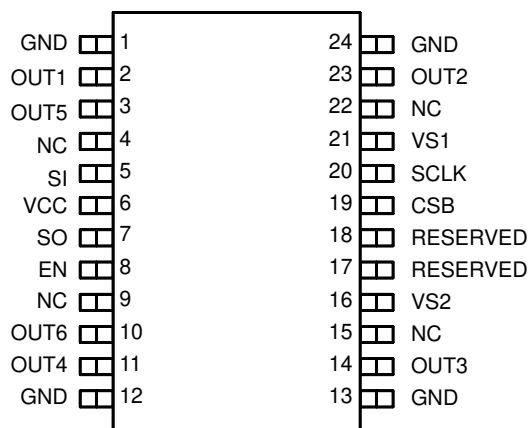 GND 1 24 GND
OUT1 2 23 OUT2
OUT5 3 22 NC
NC 4 21 VS1
SI 5 20 SCLK
VCC 6 19 CSB
SO 7 18 RESERVED
EN 8 17 RESERVED
NC 9 16 VS2
OUT6 10 15 NC
OUT4 11 14 OUT3
GND 12 13 GND